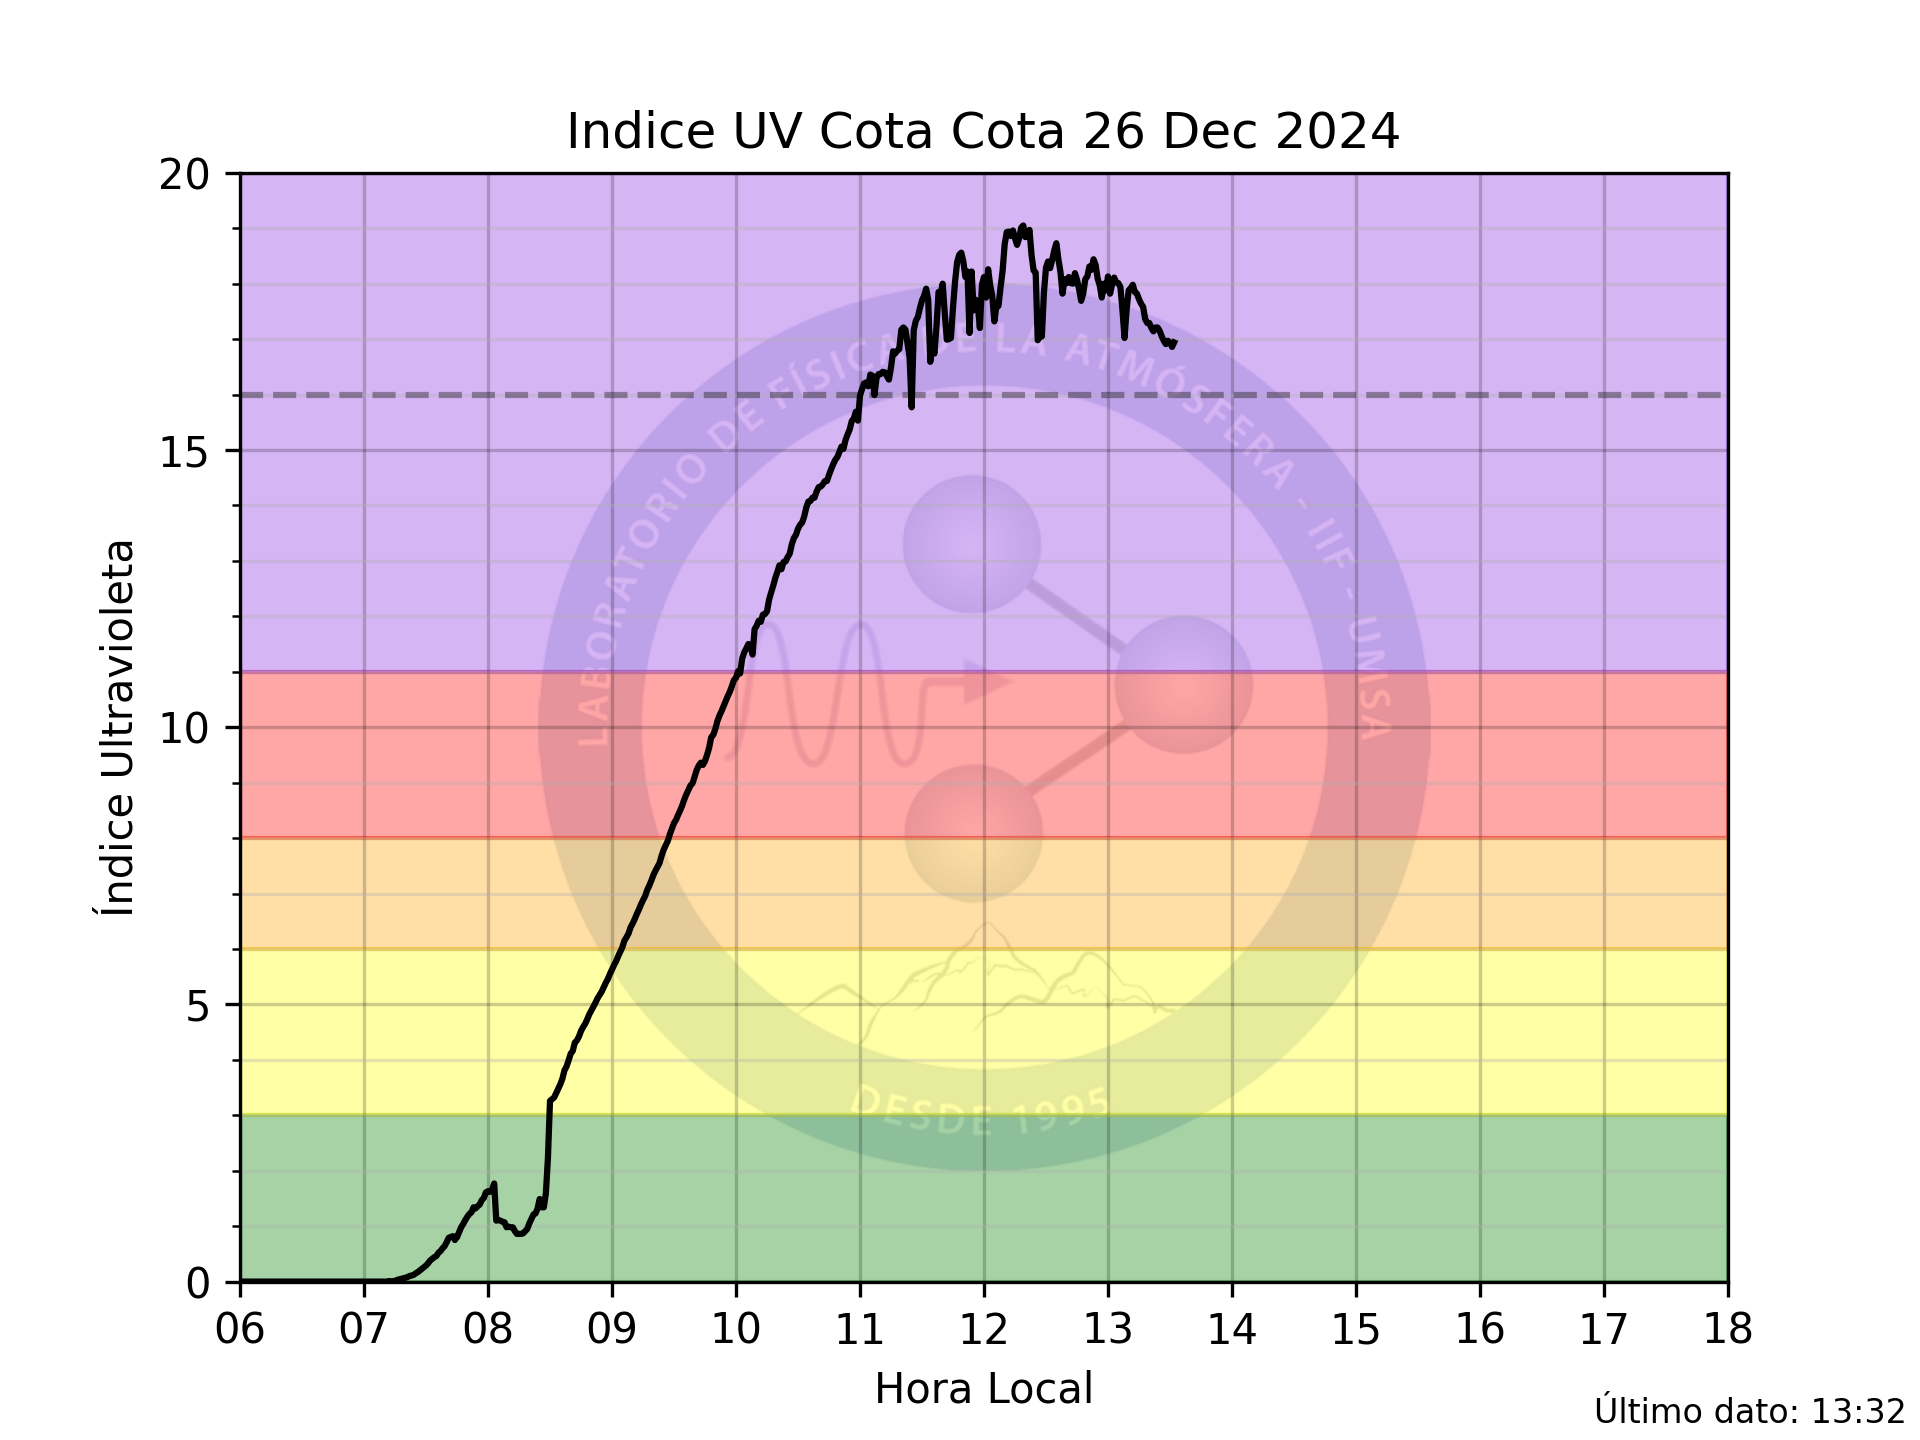 Indice UV Cota Cota 26 Dec 2024
20
15
10
5
0
Índice Ultravioleta
LABORATORIO DE FÍSICA DE LA ATMÓSFERA - IIF - UMSA
DESDE 1995
06 07 08 09 10 11 12 13 14 15 16 17 18
Hora Local
Último dato: 13:32